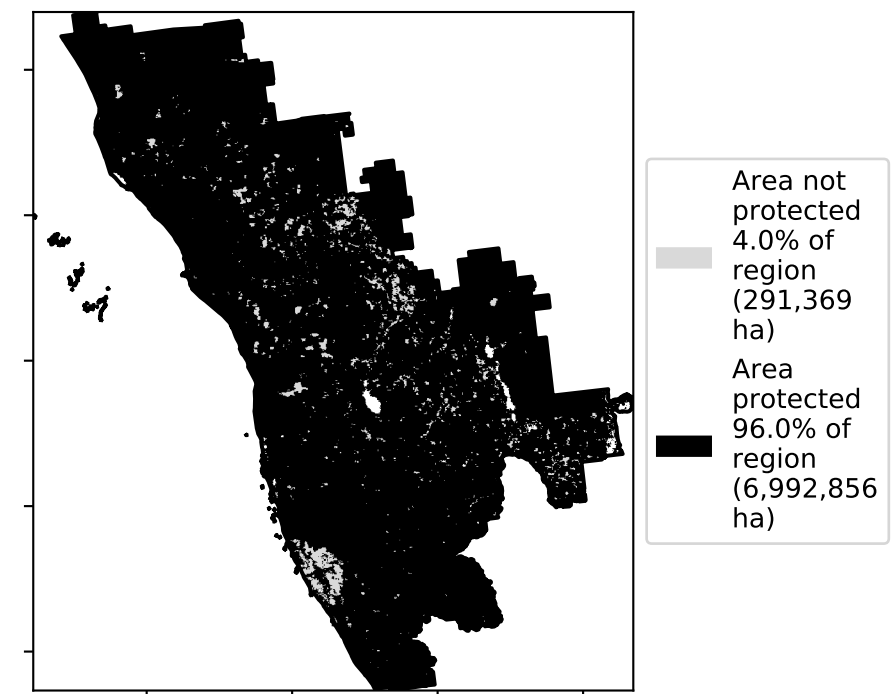 Area not
protected
4.0% of
region
(291,369
ha)
Area
protected
96.0% of
region
(6,992,856
ha)